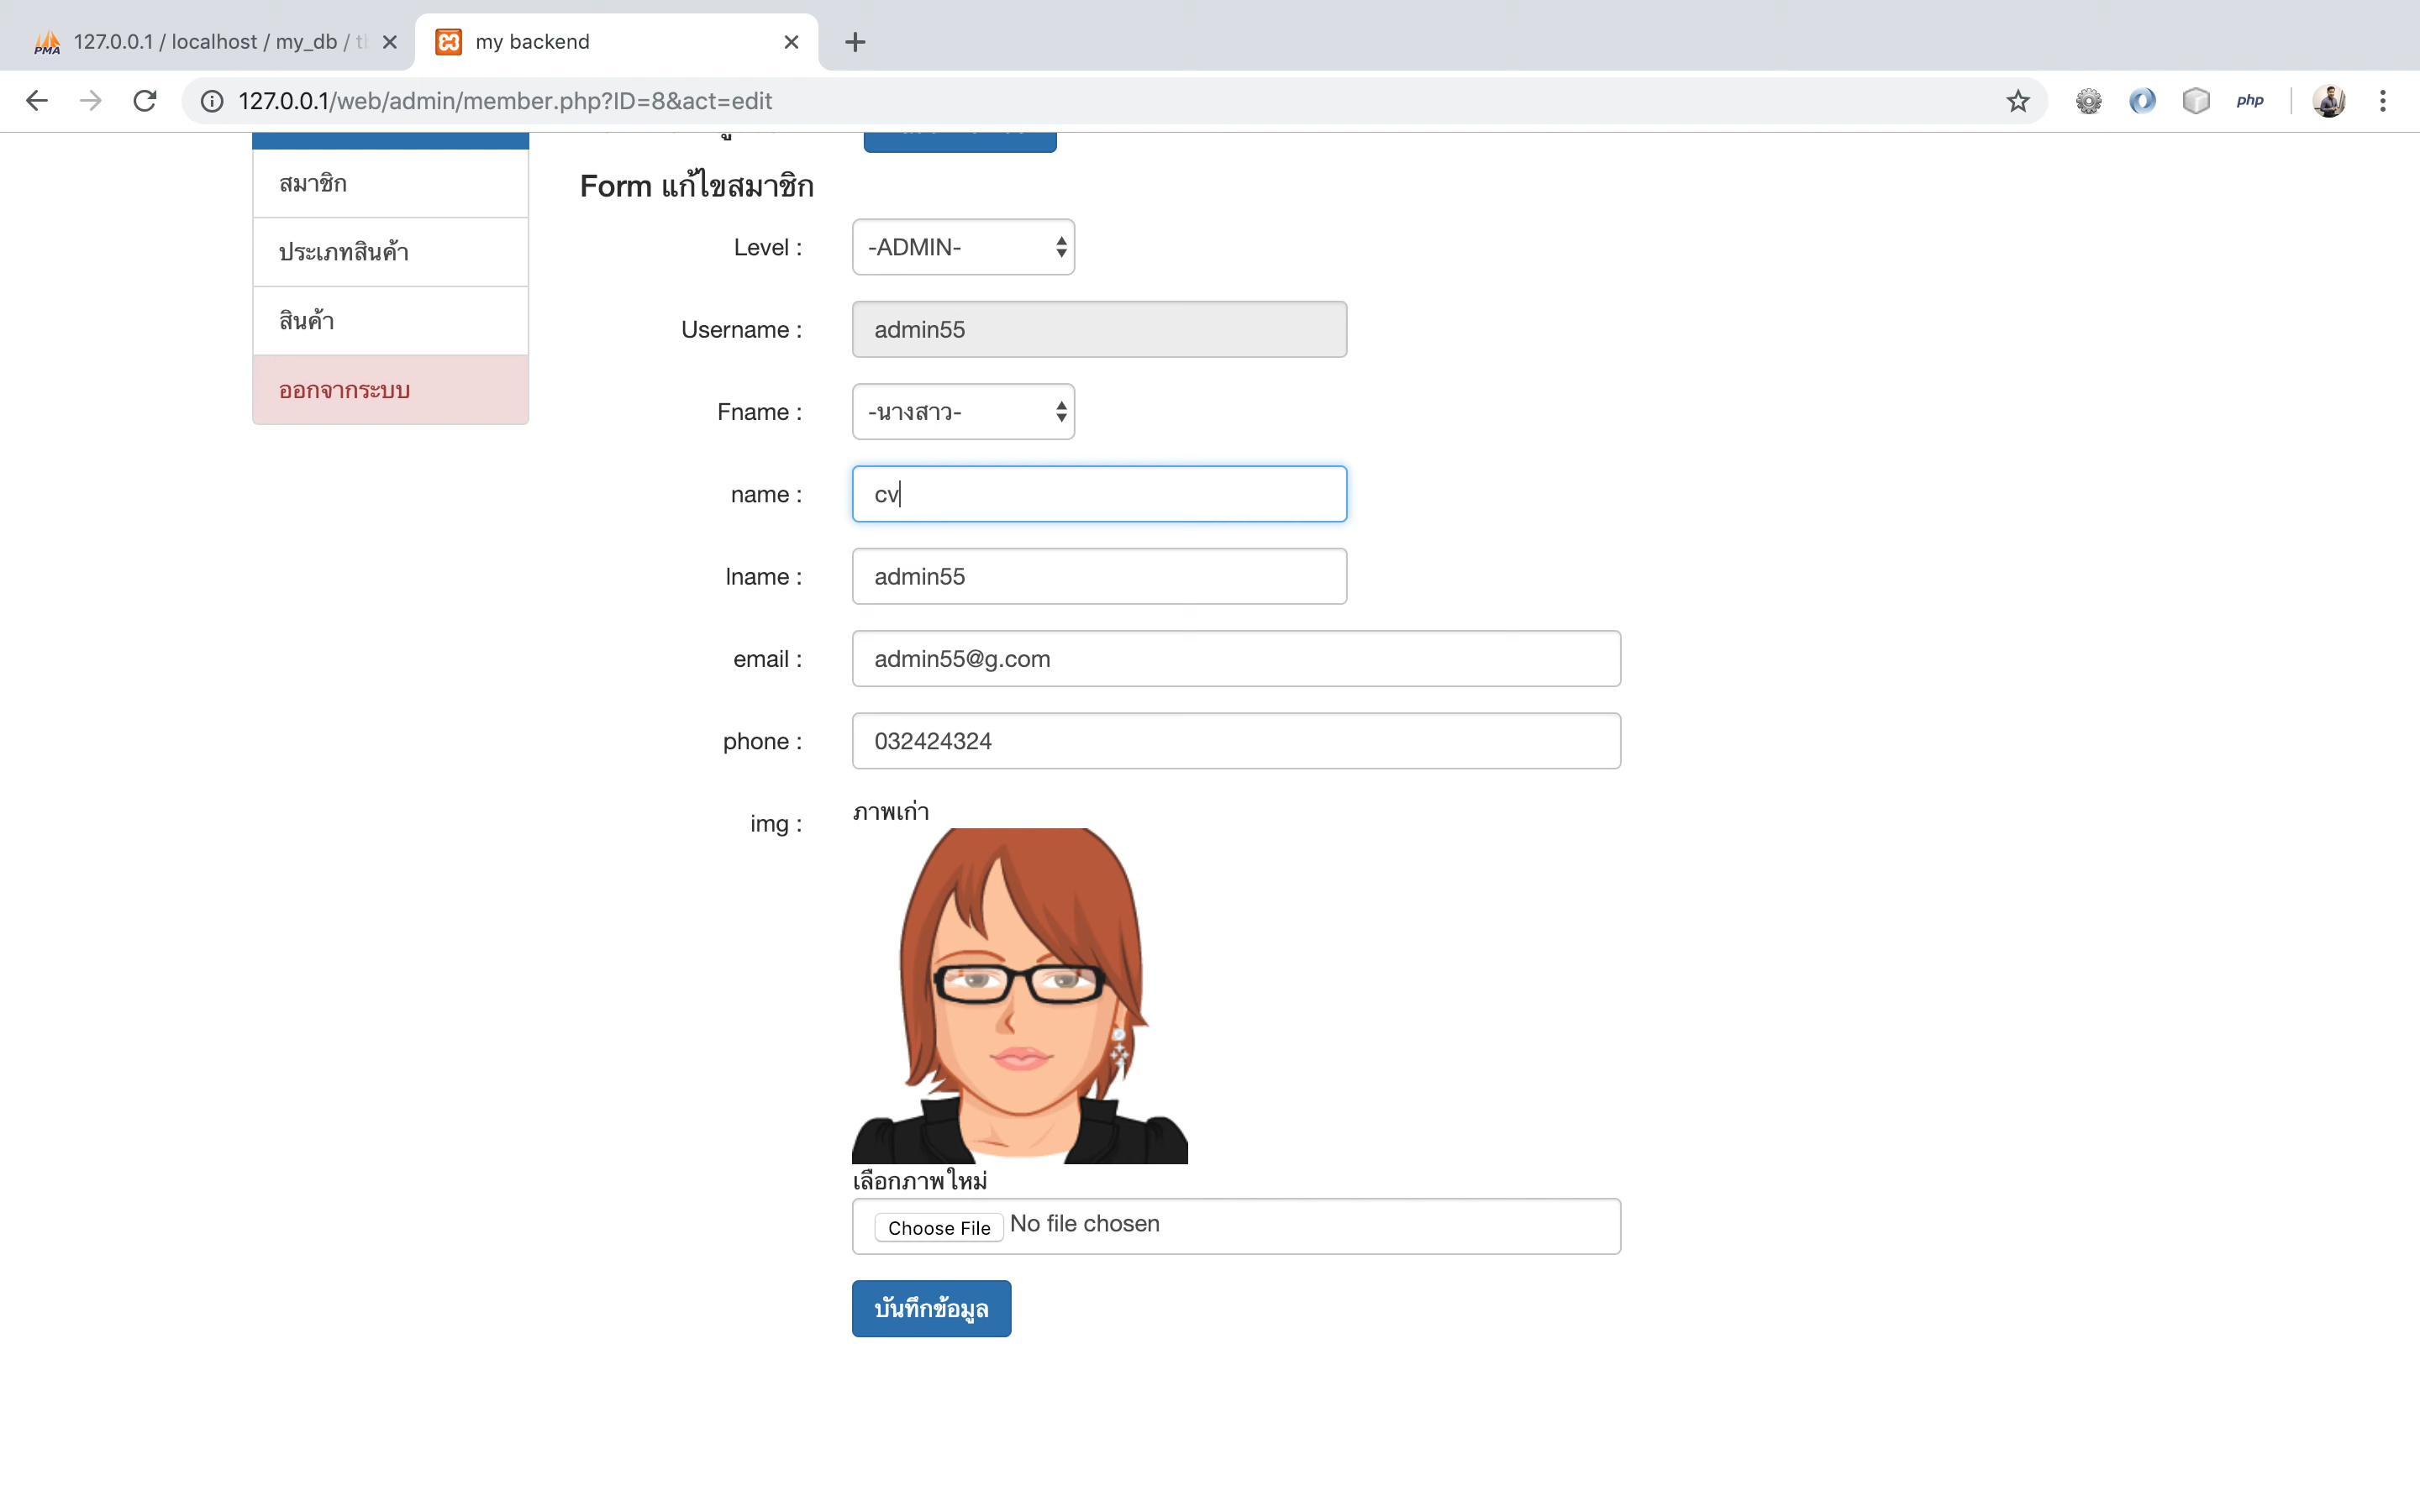 PMA 127.0.0.1 / localhost / my_db / my backend
127.0.0.1/web/admin/member.php?ID=8&act=edit php
สมาชิก
ประเภทสินค้า
สินค้า
ออกจากระบบ
Form แก้ไขสมาชิก
Level : -ADMIN-
Username : admin55
Fname : -นางสาว-
name : cv
lname : admin55
email : admin55@g.com
phone : 032424324
img : ภาพเก่า
เลือกภาพใหม่
Choose File No file chosen
บันทึกข้อมูล